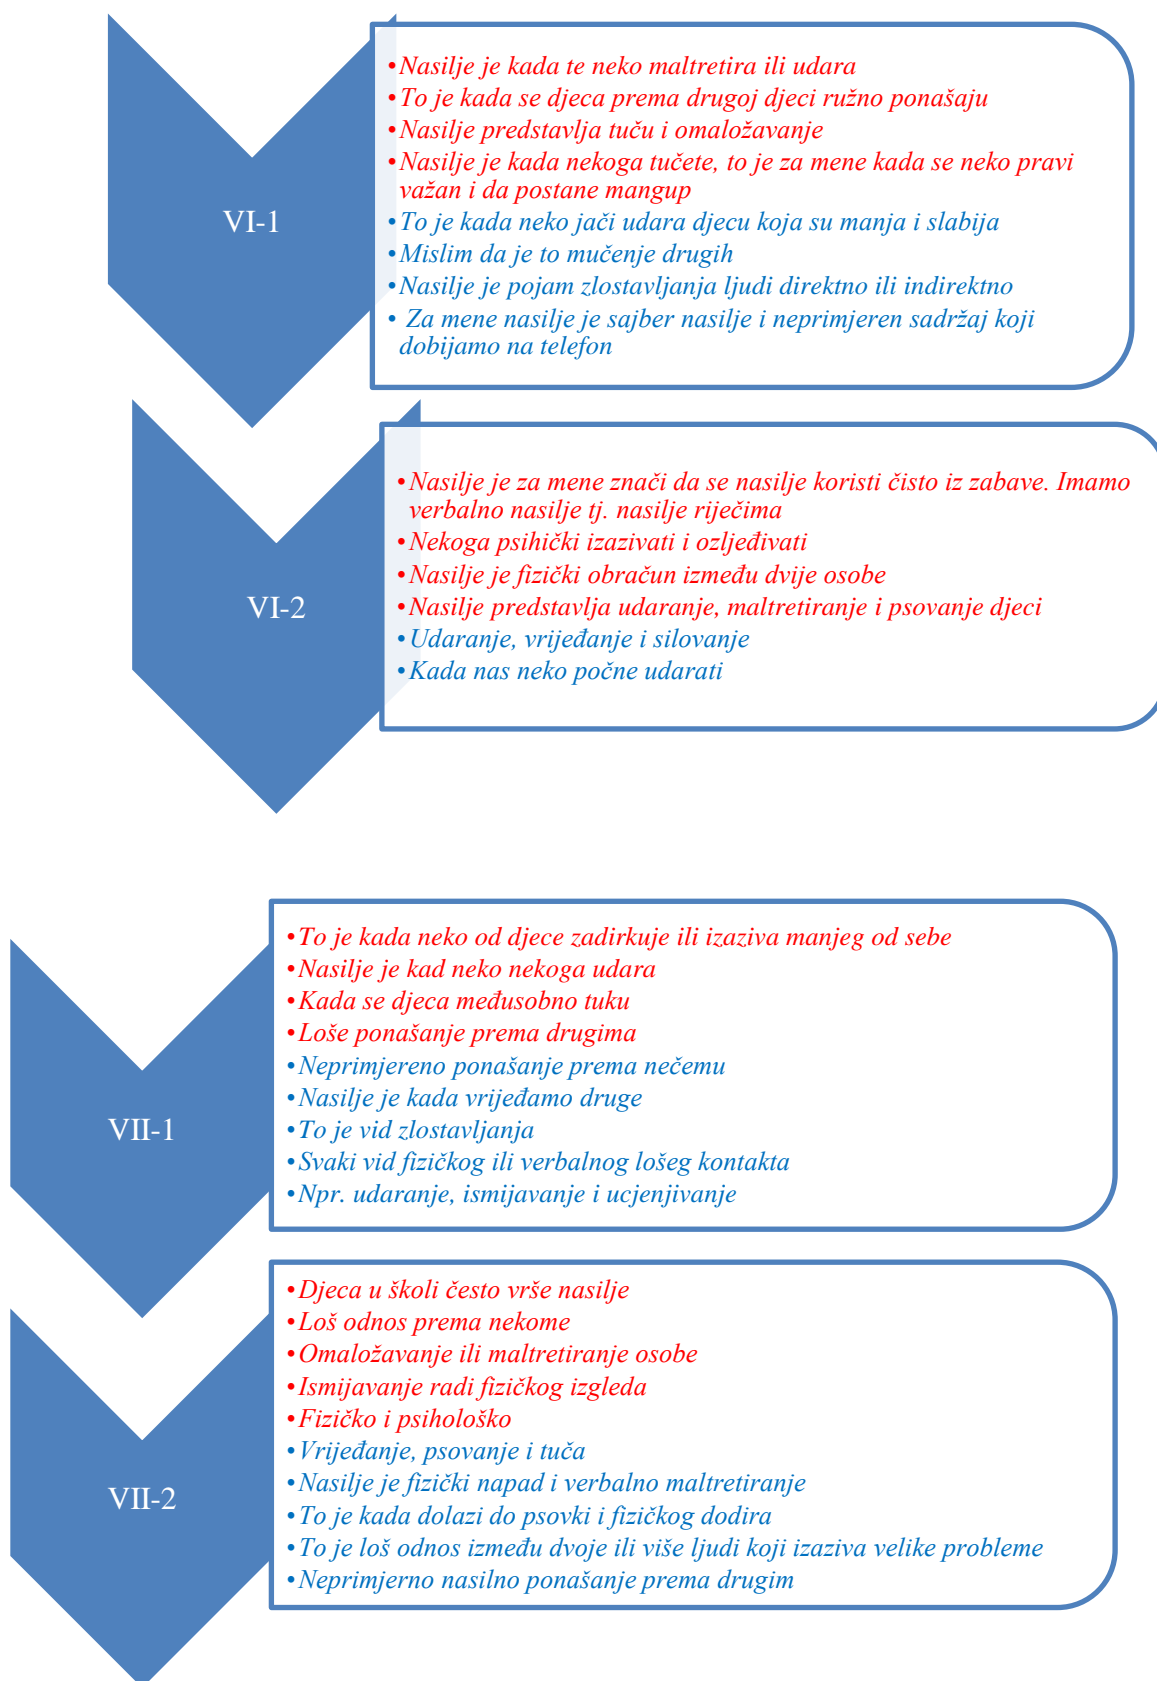 VI-1
•Nasilje je kada te neko maltretira ili udara
•To je kada se djeca prema drugoj djeci ružno ponašaju
•Nasilje predstavlja tuču i omaložavanje
•Nasilje je kada nekoga tučete, to je za mene kada se neko pravi
važan i da postane mangup
•To je kada neko jači udara djecu koja su manja i slabija
•Mislim da je to mučenje drugih
•Nasilje je pojam zlostavljanja ljudi direktno ili indirektno
• Za mene nasilje je sajber nasilje i neprimjeren sadržaj koji
dobijamo na telefon
VI-2
•Nasilje je za mene znači da se nasilje koristi čisto iz zabave. Imamo
verbalno nasilje tj. nasilje riječima
•Nekoga psihički izazivati i ozljeđivati
•Nasilje je fizički obračun između dvije osobe
•Nasilje predstavlja udaranje, maltretiranje i psovanje djeci
•Udaranje, vrijeđanje i silovanje
•Kada nas neko počne udarati
VII-1
•To je kada neko od djece zadirkuje ili izaziva manjeg od sebe
•Nasilje je kad neko nekoga udara
•Kada se djeca međusobno tuku
•Loše ponašanje prema drugima
•Neprimjereno ponašanje prema nečemu
•Nasilje je kada vrijeđamo druge
•To je vid zlostavljanja
•Svaki vid fizičkog ili verbalnog lošeg kontakta
•Npr. udaranje, ismijavanje i ucjenjivanje
VII-2
•Djeca u školi često vrše nasilje
•Loš odnos prema nekome
•Omaložavanje ili maltretiranje osobe
•Ismijavanje radi fizičkog izgleda
•Fizičko i psihološko
•Vrijeđanje, psovanje i tuča
•Nasilje je fizički napad i verbalno maltretiranje
•To je kada dolazi do psovki i fizičkog dodira
•To je loš odnos između dvoje ili više ljudi koji izaziva velike probleme
•Neprimjerno nasilno ponašanje prema drugim